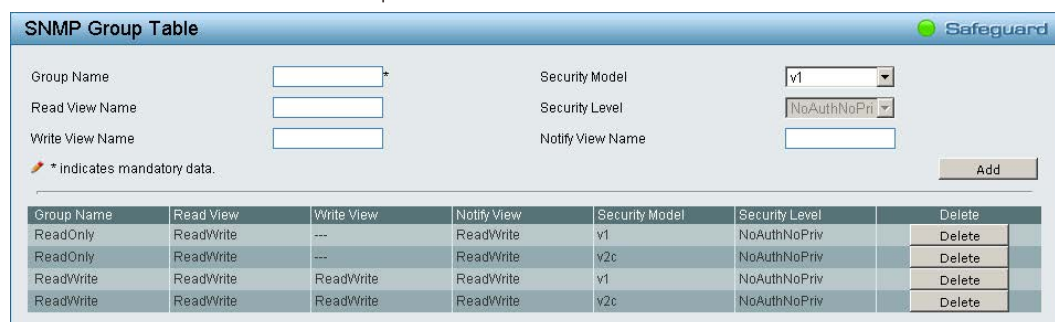 SNMP Group Table Safeguard
Group Name * Security Model v1
Read View Name Security Level NoAuthNoPri
Write View Name Notify View Name
* indicates mandatory data. Add
Group Name Read View Write View Notify View Security Model Security Level Delete
ReadOnly ReadWrite --- ReadWrite v1 NoAuthNoPriv Delete
ReadOnly ReadWrite --- ReadWrite v2c NoAuthNoPriv Delete
ReadWrite ReadWrite ReadWrite ReadWrite v1 NoAuthNoPriv Delete
ReadWrite ReadWrite ReadWrite ReadWrite v2c NoAuthNoPriv Delete